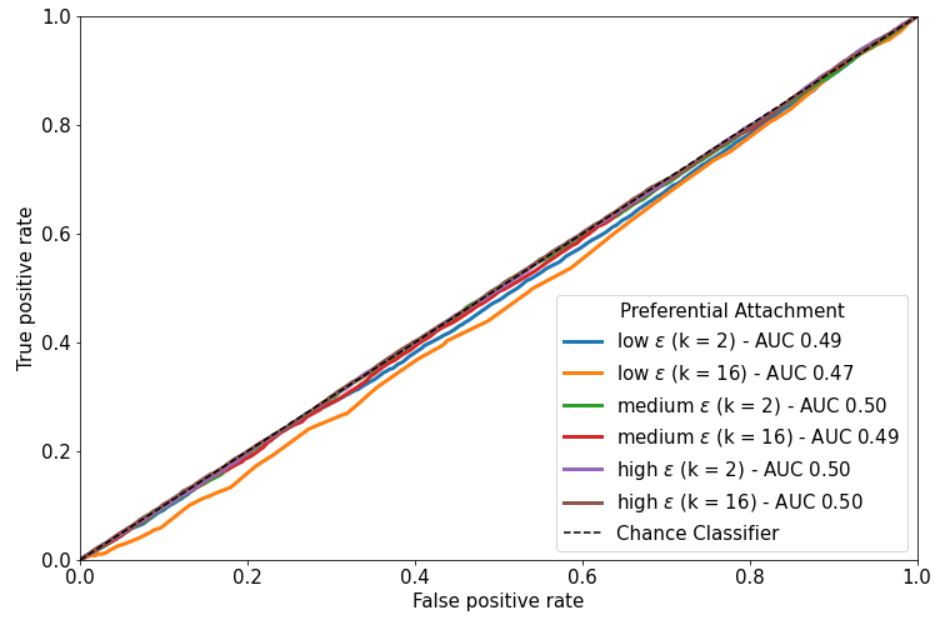 1.0
0.8
0.6
0.4
0.2
0.0
True positive rate
Preferential Attachment
low ε (k = 2) - AUC 0.49
low ε (k = 16) - AUC 0.47
medium ε (k = 2) - AUC 0.50
medium ε (k = 16) - AUC 0.49
high ε (k = 2) - AUC 0.50
high ε (k = 16) - AUC 0.50
Chance Classifier
0.0 0.2 0.4 0.6 0.8 1.0
False positive rate